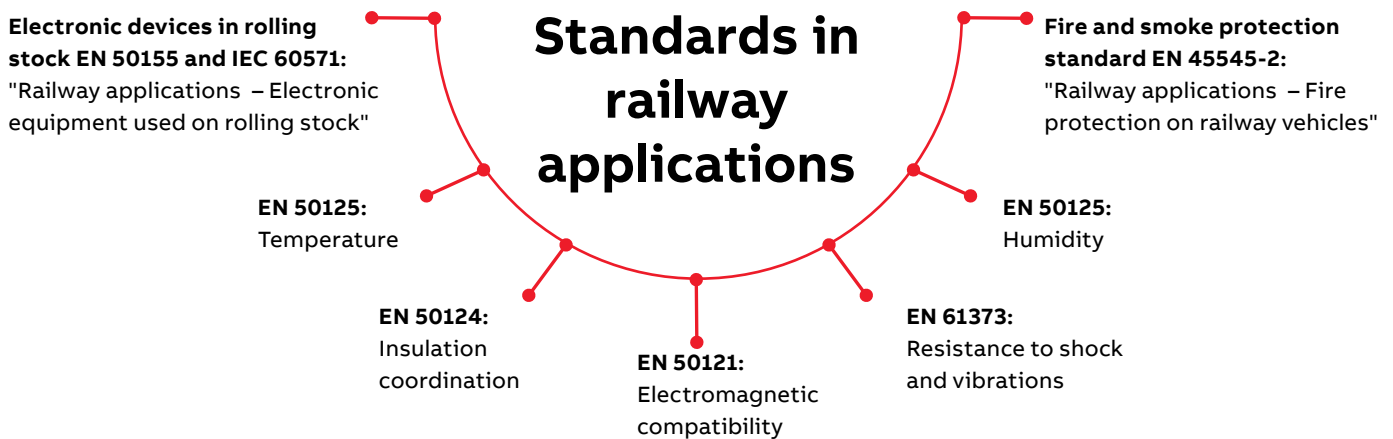 Standards in
railway
applications
Electronic devices in rolling
stock EN 50155 and IEC 60571:
"Railway applications – Electronic
equipment used on rolling stock"
EN 50125:
Temperature
EN 50124:
Insulation
coordination
EN 50121:
Electromagnetic
compatibility
EN 61373:
Resistance to shock
and vibrations
EN 50125:
Humidity
Fire and smoke protection
standard EN 45545-2:
"Railway applications – Fire
protection on railway vehicles"